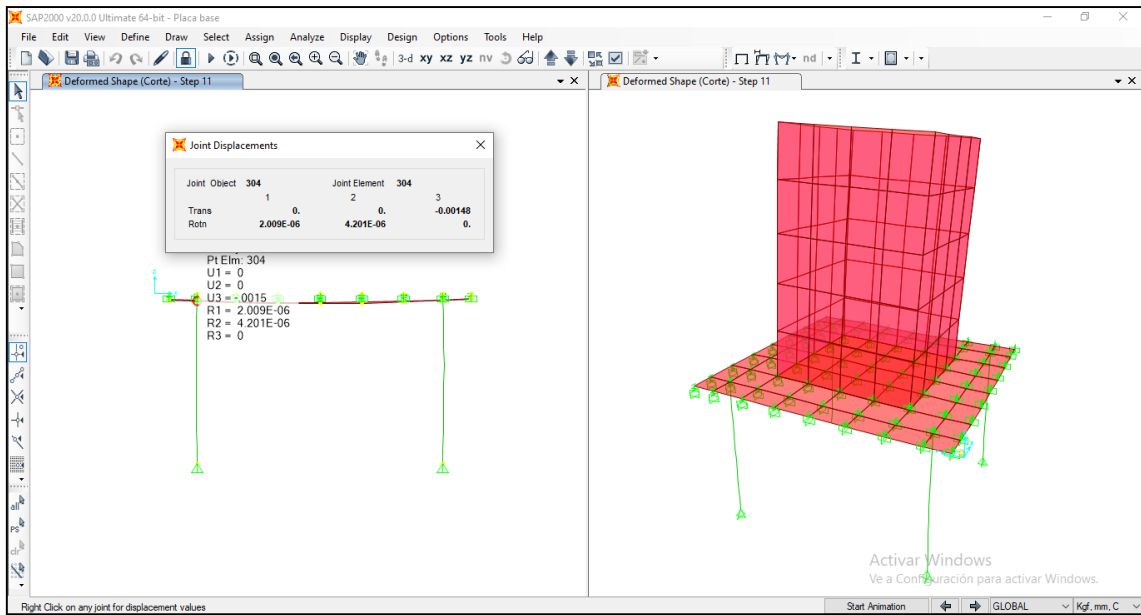 SAP2000 v20.0.0 Ultimate 64-bit - Placa base
File Edit View Define Draw Select Assign Analyze Display Design Options Tools Help
3-d xy xz yz nv nd
Deformed Shape (Corte) - Step 11
Deformed Shape (Corte) - Step 11
Joint Displacements
Joint Object 304 Joint Element 304
1 2 3
Trans 0. 0. -0.00148
Rotn 2.009E-06 4.201E-06 0.
Pt Elm: 304
U1 = 0
U2 = 0
U3 = -.0015
R1 = 2.009E-06
R2 = 4.201E-06
R3 = 0
all
PS
dr
Activar Windows
Ve a Configuración para activar Windows.
Right Click on any joint for displacement values
Start Animation
GLOBAL
Kgf, mm, C